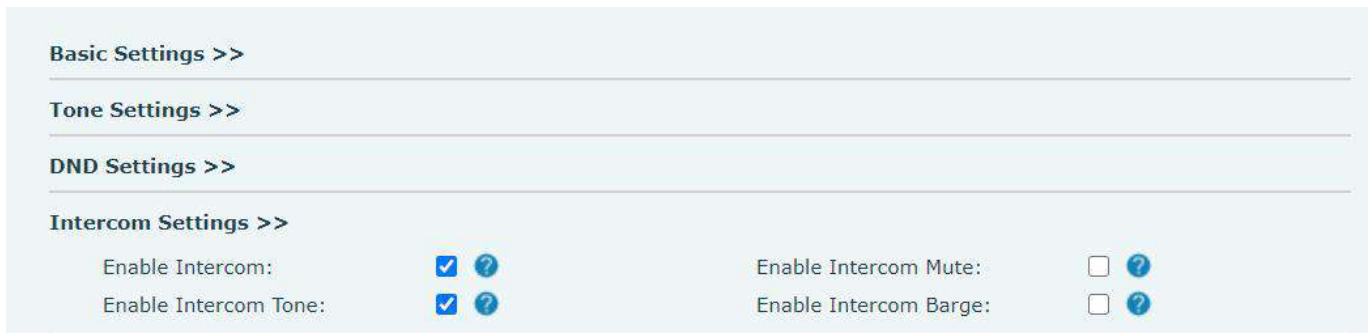 Basic Settings >>
Tone Settings >>
DND Settings >>
Intercom Settings >>
Enable Intercom: ? Enable Intercom Mute: ?
Enable Intercom Tone: ? Enable Intercom Barge: ?